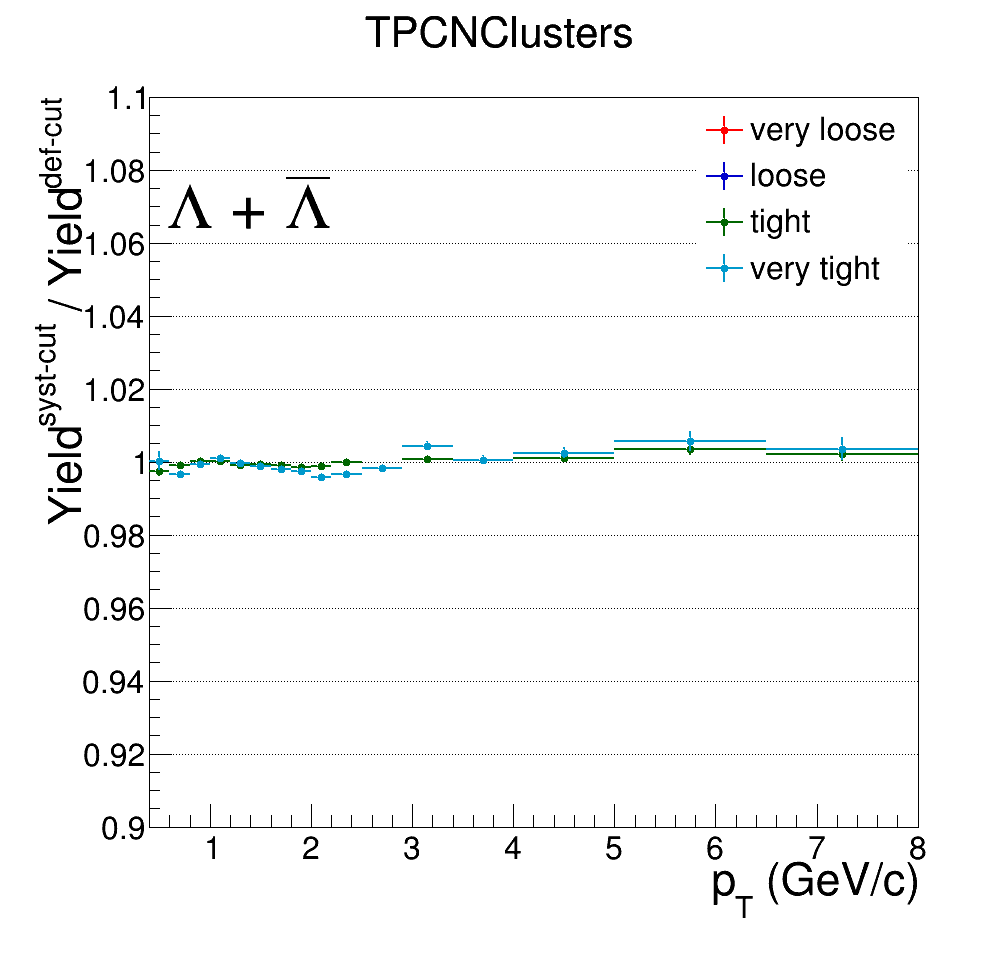 TPCNClusters
Yield^syst-cut / Yield^def-cut
1.1
1.08
1.06
1.04
1.02
1
0.98
0.96
0.94
0.92
0.9
Λ + Λ̅
very loose
loose
tight
very tight
1 2 3 4 5 6 7 8
p_T (GeV/c)